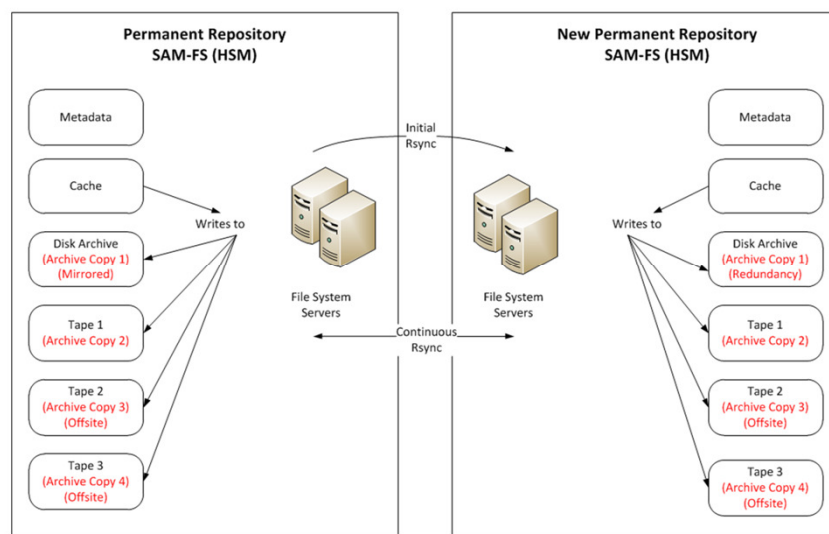 Permanent Repository
SAM-FS (HSM)
Metadata
Cache
Writes to
Disk Archive
(Archive Copy 1)
(Mirrored)
Tape 1
(Archive Copy 2)
Tape 2
(Archive Copy 3)
(Offsite)
Tape 3
(Archive Copy 4)
(Offsite)
File System
Servers
Initial
Rsync
Continuous
Rsync
New Permanent Repository
SAM-FS (HSM)
File System
Servers
Metadata
Cache
Writes to
Disk Archive
(Archive Copy 1)
(Redundancy)
Tape 1
(Archive Copy 2)
Tape 2
(Archive Copy 3)
(Offsite)
Tape 3
(Archive Copy 4)
(Offsite)